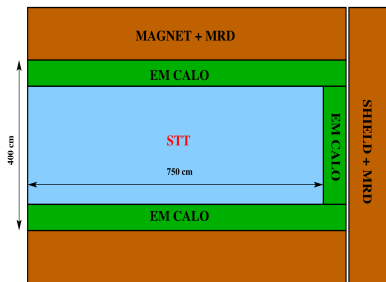 MAGNET + MRD
EM CALO
STT
750 cm
400 cm
EM CALO
SHIELD + MRD
EM CALO